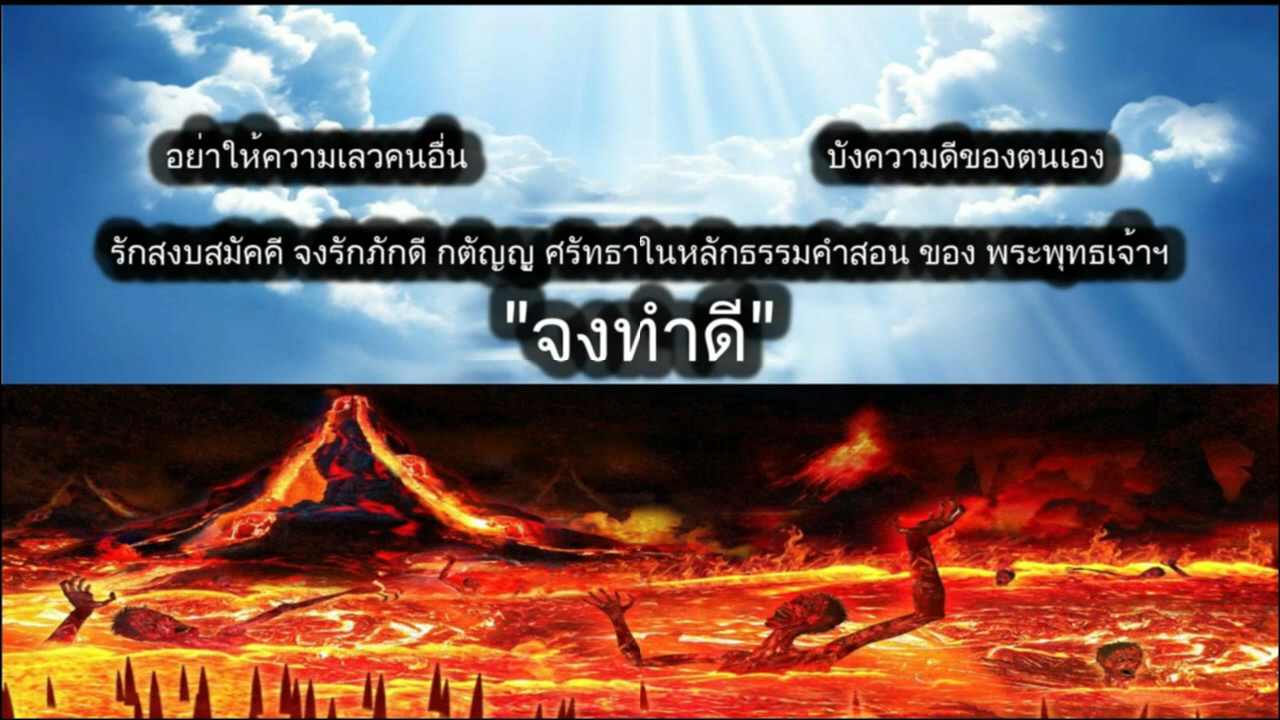 อย่าให้ความเลวคนอื่น บังความดีของตนเอง
รักสงบสมัคคี จงรักภักดี กตัญญู ศรัทธาในหลักธรรมคำสอน ของ พระพุทธเจ้าฯ
"จงทำดี"